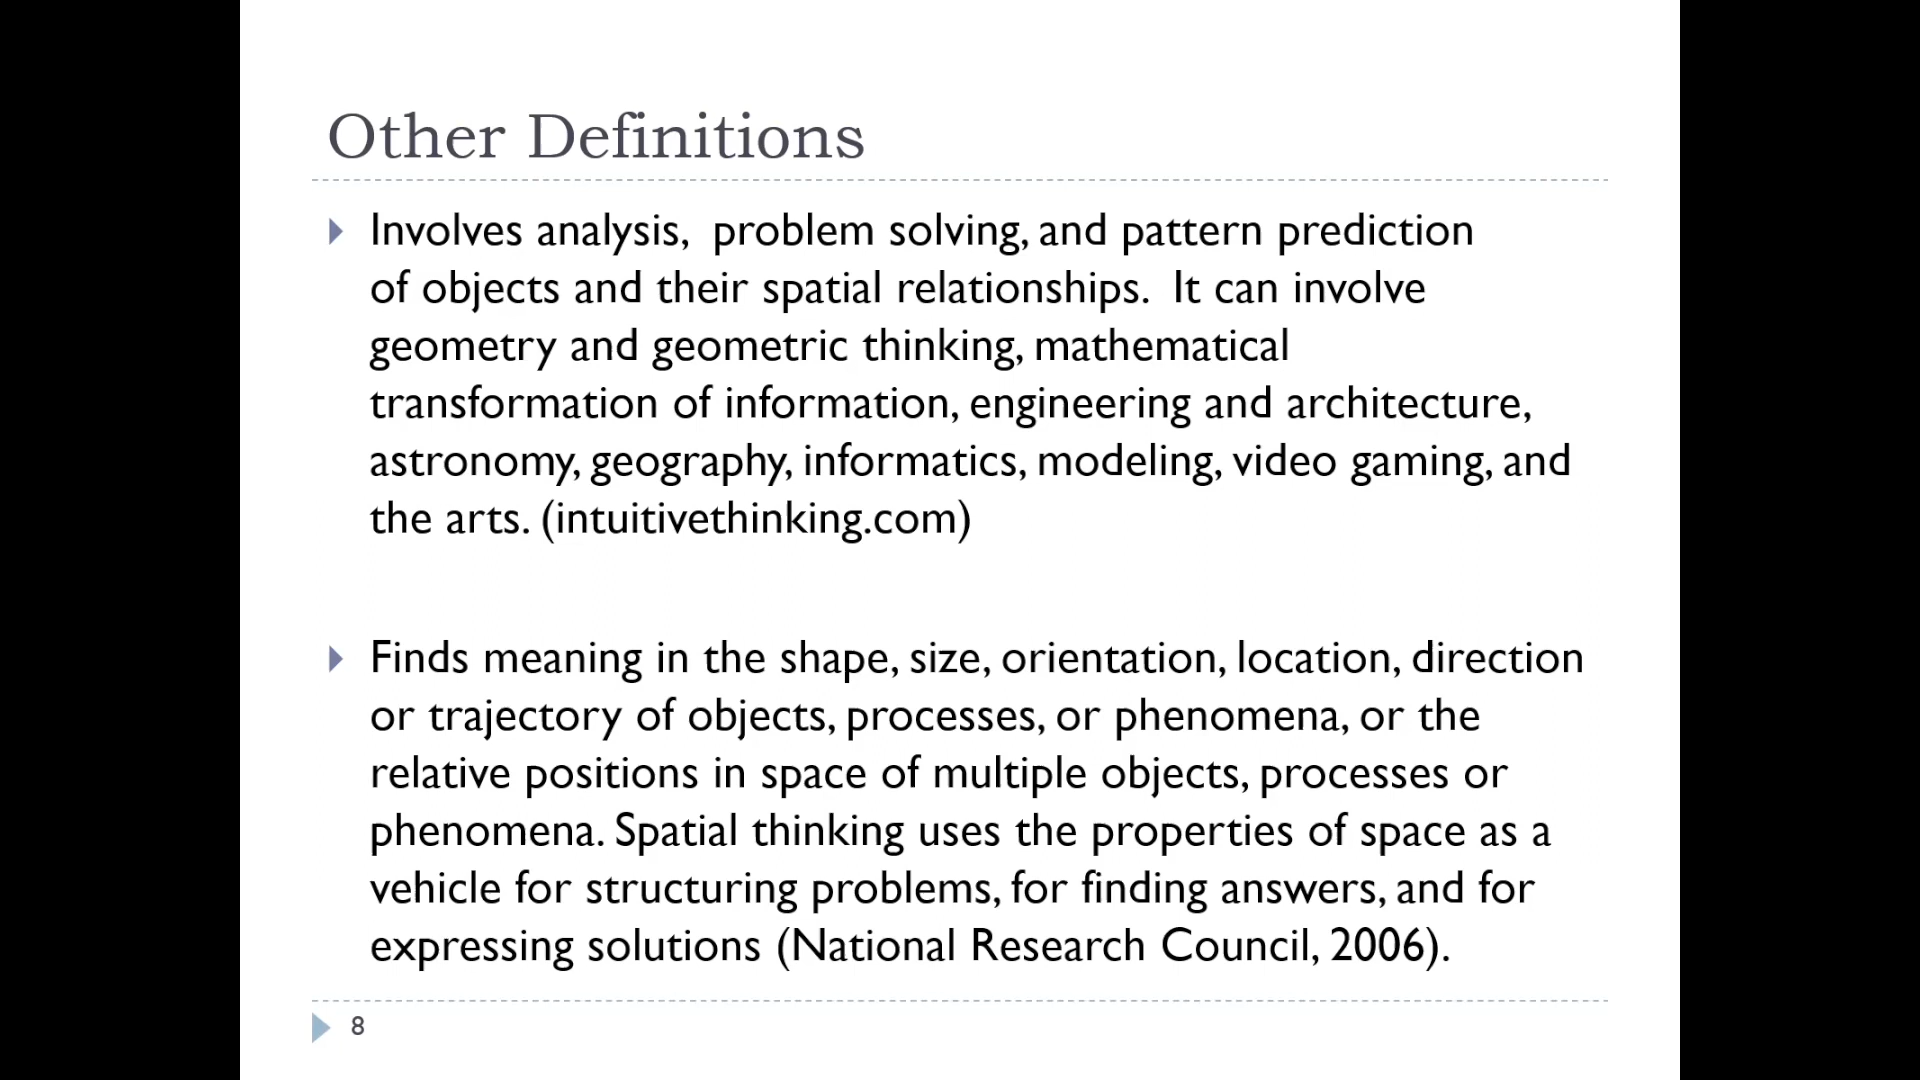 Other Definitions
Involves analysis,  problem solving, and pattern prediction
of objects and their spatial relationships.  It can involve
geometry and geometric thinking, mathematical
transformation of information, engineering and architecture,
astronomy, geography, informatics, modeling, video gaming, and
the arts. (intuitivethinking.com)
Finds meaning in the shape, size, orientation, location, direction
or trajectory of objects, processes, or phenomena, or the
relative positions in space of multiple objects, processes or
phenomena. Spatial thinking uses the properties of space as a
vehicle for structuring problems, for finding answers, and for
expressing solutions (National Research Council, 2006).
8